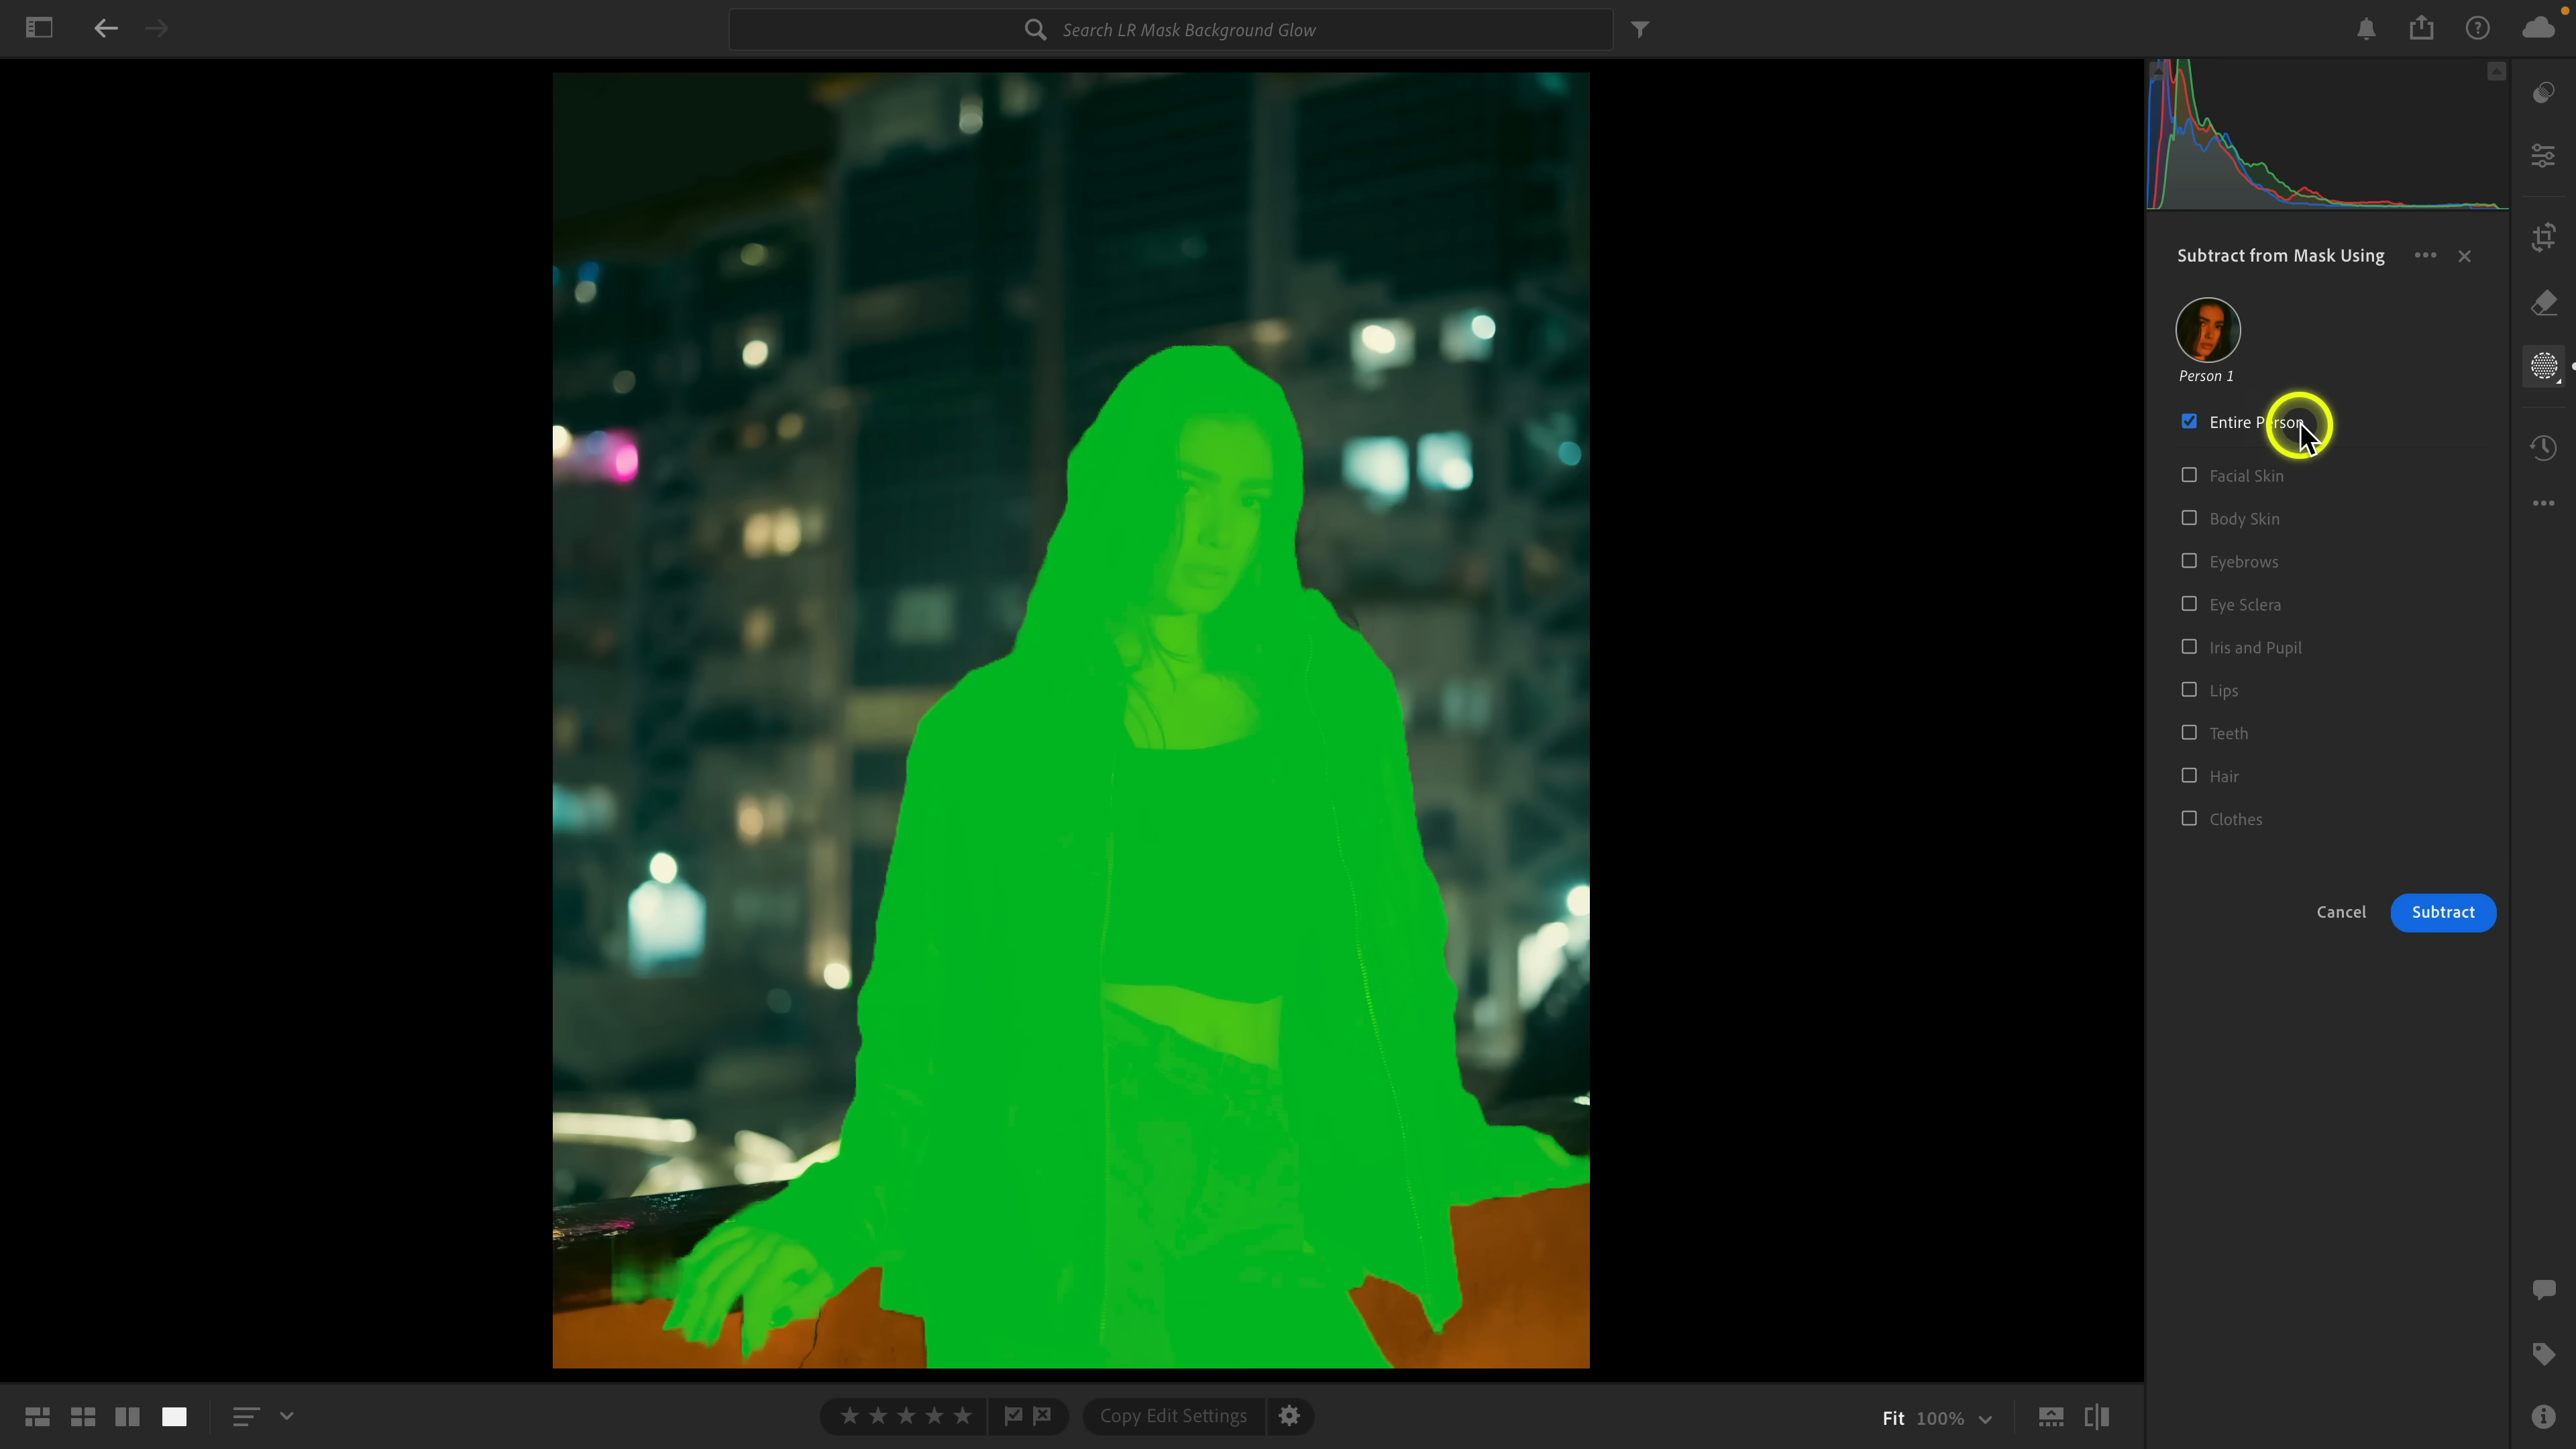 Search LR Mask Background Glow
Subtract from Mask Using
Person 1
Entire Person
Facial Skin
Body Skin
Eyebrows
Eye Sclera
Iris and Pupil
Lips
Teeth
Hair
Clothes
Cancel Subtract
Copy Edit Settings
Fit 100%